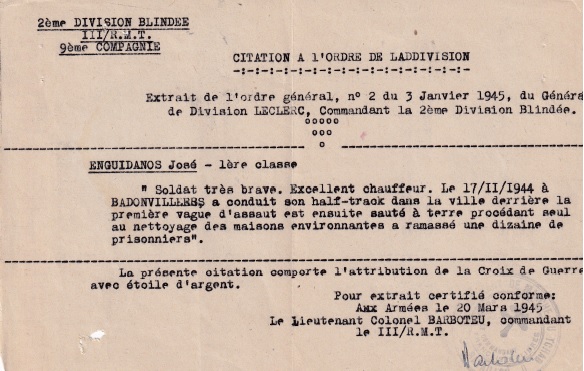 2ème DIVISION BLINDEE
III/R.M.T.
9ème COMPAGNIE
CITATION A l'ORDRE DE LADDIVISION
-:-:-:-:-:-:-:-:-:-:-:-:-:-:-:-
Extrait de l'ordre général, n° 2 du 3 Janvier 1945, du Généra
de Division LECLERC, Commandant la 2ème Division Blindée.
ooooo
ooo
o
ENGUIDANOS José - 1ère classe
" Soldat très brave. Excellent chauffeur. Le 17/II/1944 à
BADONVILLERS a conduit son half-track dans la ville derrière la
première vague d'assaut est ensuite sauté à terre procédant seul
au nettoyage des maisons environnantes a ramassé une dizaine de
prisonniers".
La présente citation comporte l'attribution de la Croix de Guerre
avec étoile d'argent.
Pour extrait certifié conforme:
Aux Armées le 20 Mars 1945
Le Lieutenant Colonel BARBOTEU, commandant
le III/R.M.T.